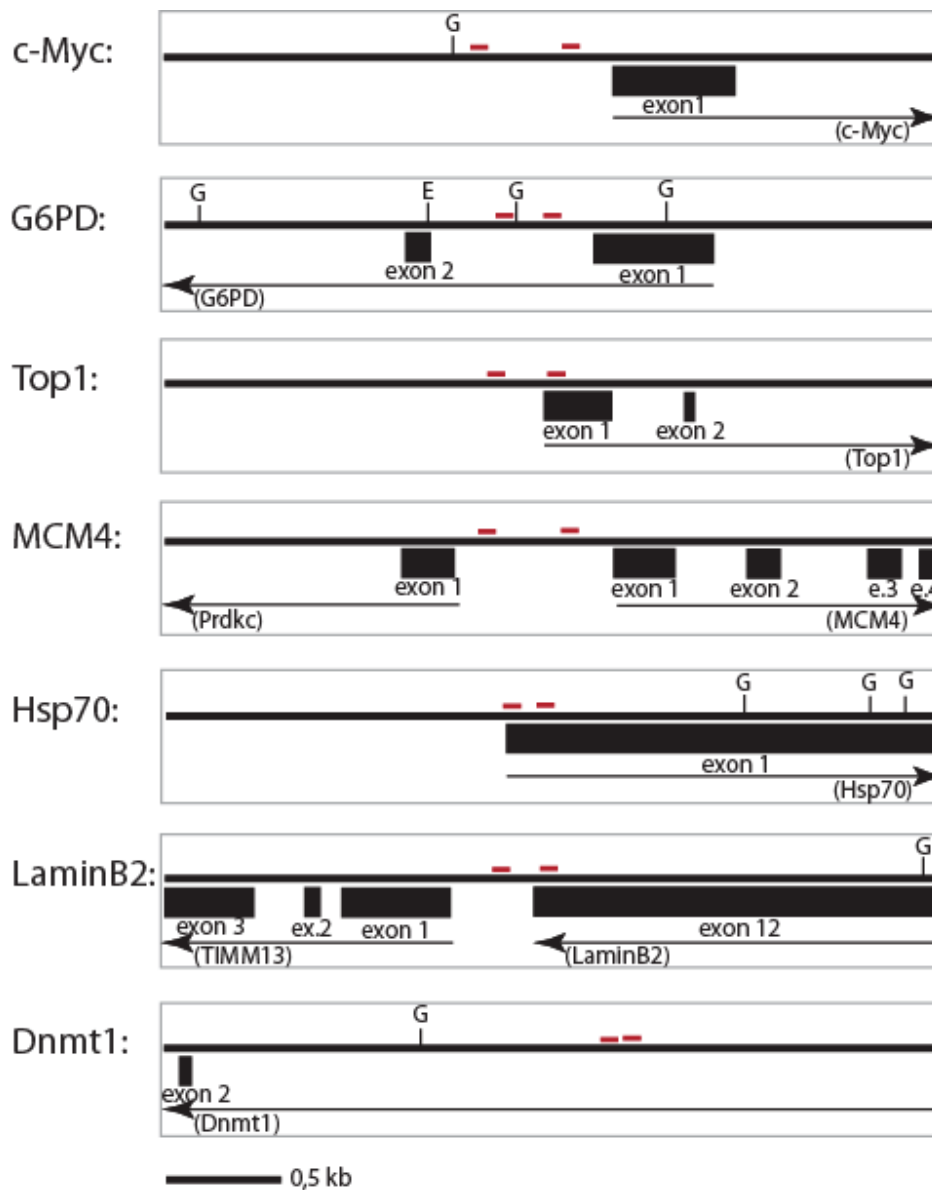 G
c-Myc:
exon1
(c-Myc)
G E G G
G6PD:
exon 2 exon 1
(G6PD)
Top1:
exon 1 exon 2
(Top1)
MCM4:
exon 1 exon 1 exon 2 e.3 e.4
(Prdkc) (MCM4)
G G G
Hsp70:
exon 1
(Hsp70)
G
LaminB2:
exon 3 ex.2 exon 1 exon 12
(TIMM13) (LaminB2)
G
Dnmt1:
exon 2
(Dnmt1)
0,5 kb